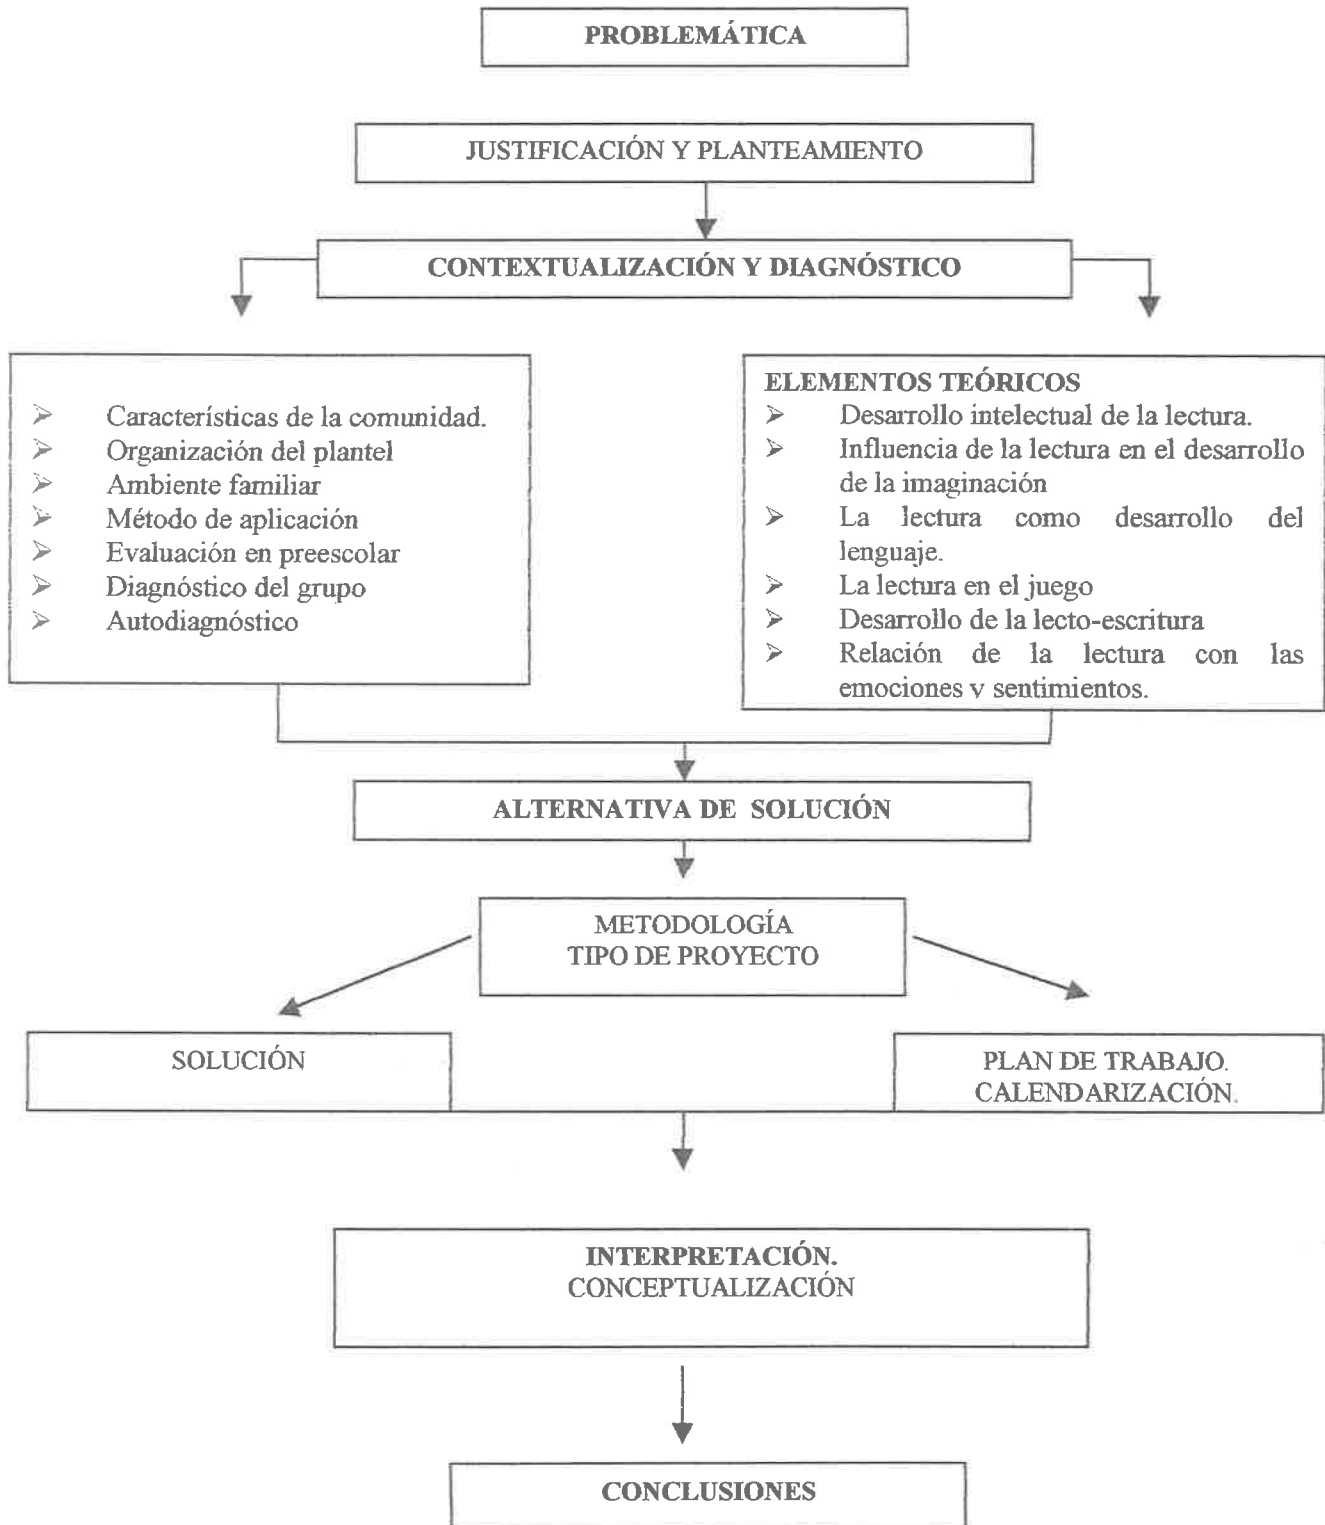 PROBLEMÁTICA
JUSTIFICACIÓN Y PLANTEAMIENTO
CONTEXTUALIZACIÓN Y DIAGNÓSTICO
➢ Características de la comunidad.
➢ Organización del plantel
➢ Ambiente familiar
➢ Método de aplicación
➢ Evaluación en preescolar
➢ Diagnóstico del grupo
➢ Autodiagnóstico
ELEMENTOS TEÓRICOS
➢ Desarrollo intelectual de la lectura.
➢ Influencia de la lectura en el desarrollo
de la imaginación
➢ La lectura como desarrollo del
lenguaje.
➢ La lectura en el juego
➢ Desarrollo de la lecto-escritura
➢ Relación de la lectura con las
emociones y sentimientos.
ALTERNATIVA DE SOLUCIÓN
METODOLOGÍA
TIPO DE PROYECTO
SOLUCIÓN
PLAN DE TRABAJO.
CALENDARIZACIÓN.
INTERPRETACIÓN.
CONCEPTUALIZACIÓN
CONCLUSIONES